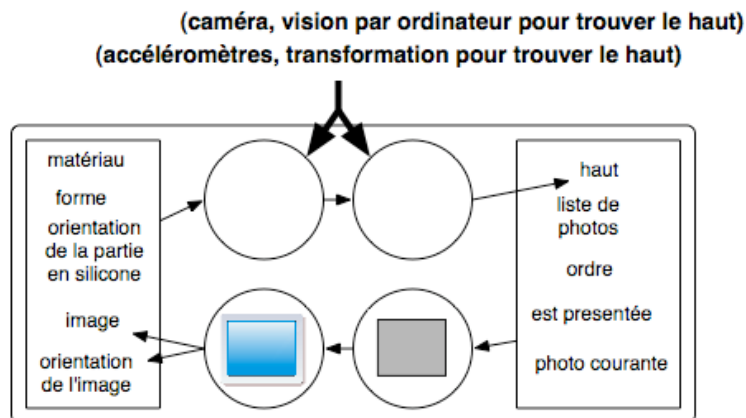 (caméra, vision par ordinateur pour trouver le haut)
(accéléromètres, transformation pour trouver le haut)
matériau
forme
orientation
de la partie
en silicone
image
orientation
de l'image
haut
liste de
photos
ordre
est presentée
photo courante